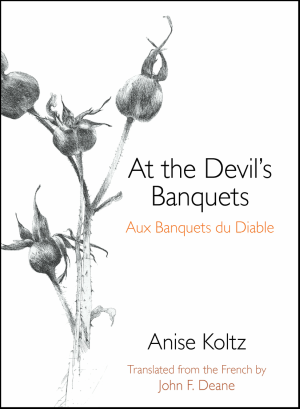 At the Devil's
Banquets
Aux Banquets du Diable
Anise Koltz
Translated from the French by
John F. Deane